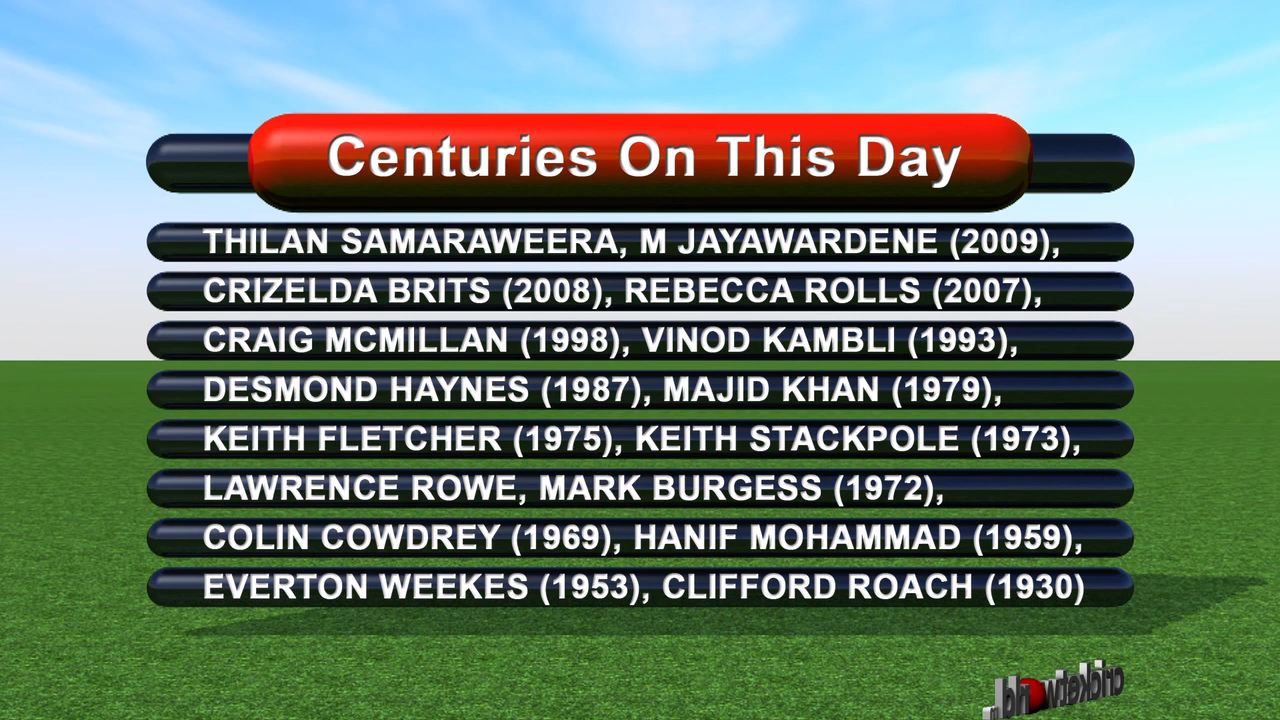 Centuries On This Day
THILAN SAMARAWEERA, M JAYAWARDENE (2009),
CRIZELDA BRITS (2008), REBECCA ROLLS (2007),
CRAIG MCMILLAN (1998), VINOD KAMBLI (1993),
DESMOND HAYNES (1987), MAJID KHAN (1979),
KEITH FLETCHER (1975), KEITH STACKPOLE (1973),
LAWRENCE ROWE, MARK BURGESS (1972),
COLIN COWDREY (1969), HANIF MOHAMMAD (1959),
EVERTON WEEKES (1953), CLIFFORD ROACH (1930)